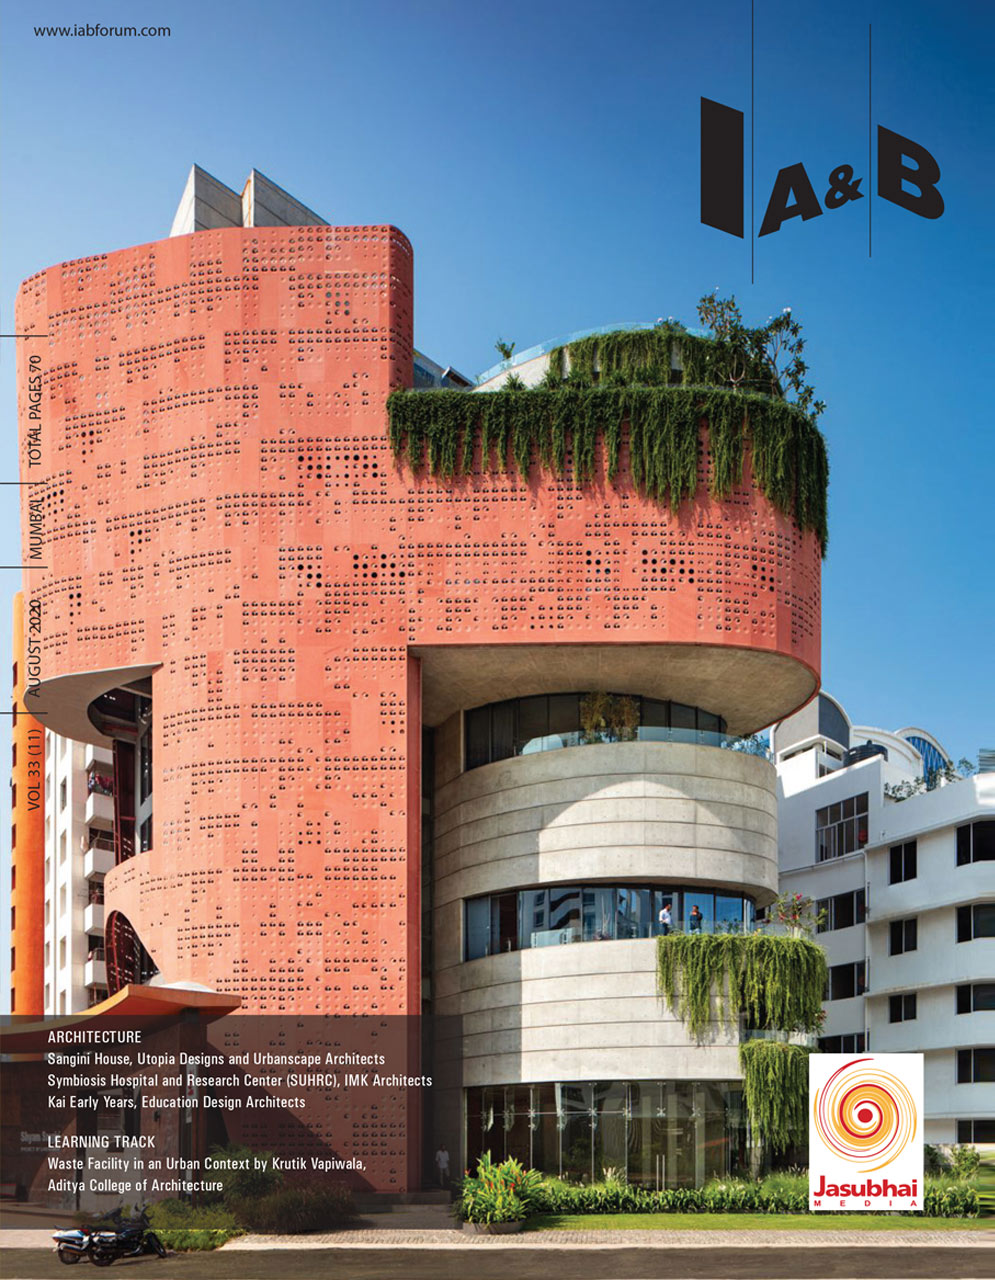 www.iabforum.com
I A & B
TOTAL PAGES 70
MUMBAI
AUGUST 2020
VOL 33 (11)
ARCHITECTURE
Sangini House, Utopia Designs and Urbanscape Architects
Symbiosis Hospital and Research Center (SUHRC), IMK Architects
Kai Early Years, Education Design Architects
LEARNING TRACK
Waste Facility in an Urban Context by Krutik Vapiwala,
Aditya College of Architecture
Jasubhai
MEDIA